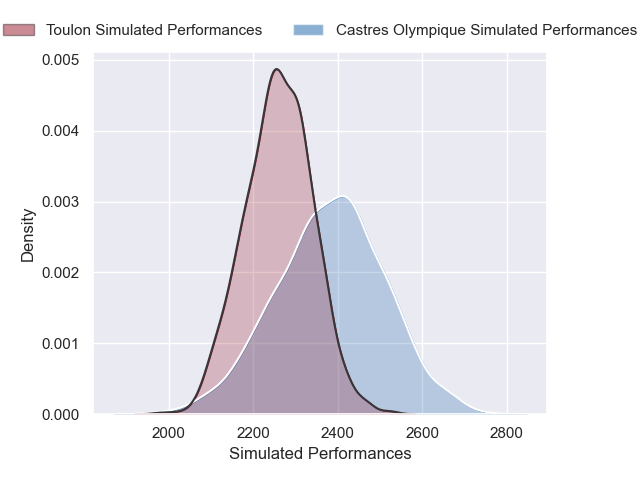 Toulon Simulated Performances
Castres Olympique Simulated Performances
0.005
0.004
0.003
0.002
0.001
0.000
Density
2000 2200 2400 2600 2800
Simulated Performances